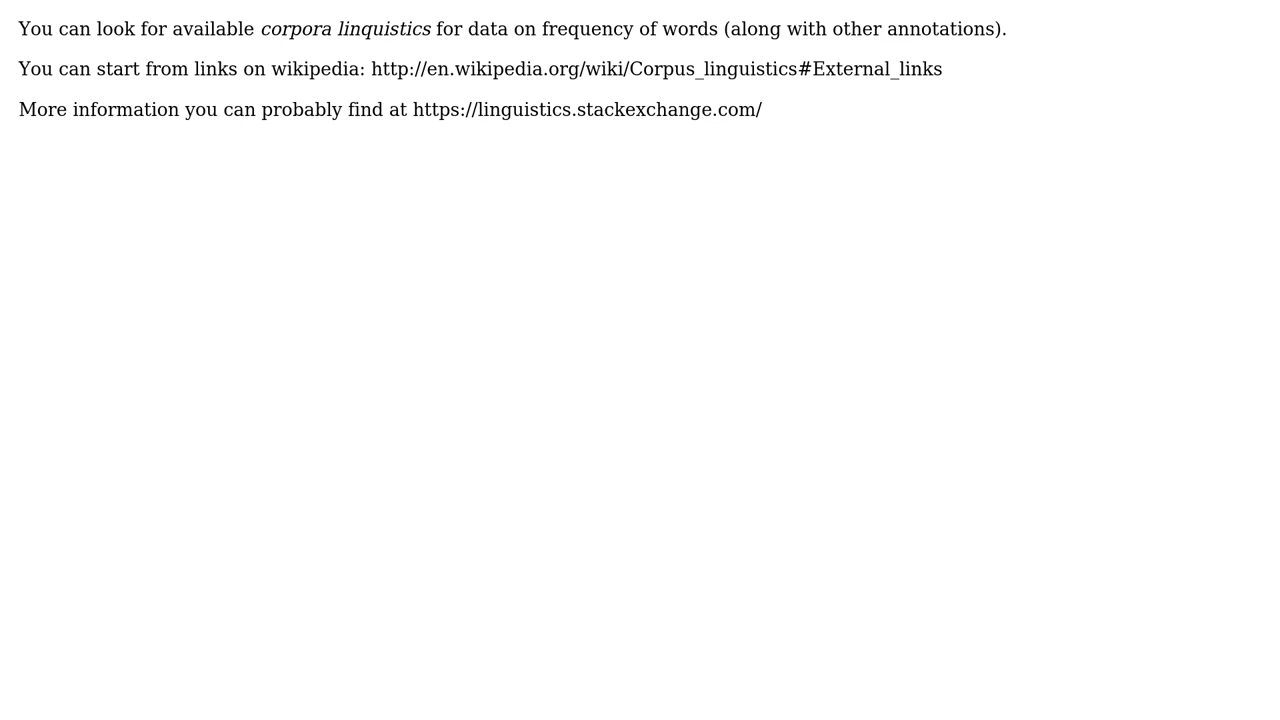 You can look for available corpora linquistics for data on frequency of words (along with other annotations).
You can start from links on wikipedia: http://en.wikipedia.org/wiki/Corpus_linguistics#External_links
More information you can probably find at https://linguistics.stackexchange.com/